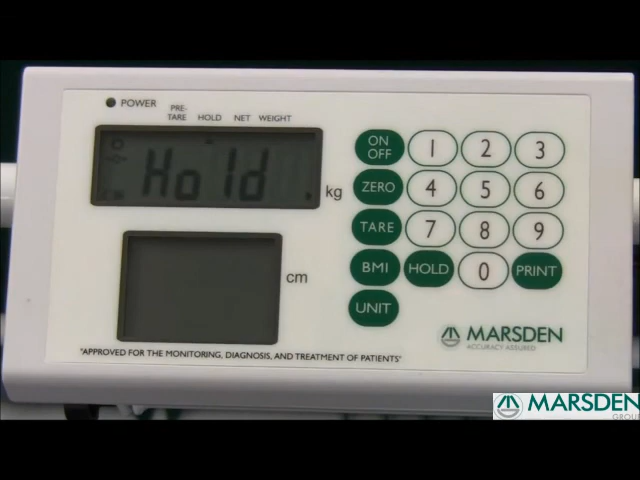 POWER
PRE-
TARE HOLD NET WEIGHT
Hold
kg
cm
ON
OFF
1 2 3
ZERO 4 5 6
TARE 7 8 9
BMI HOLD 0 PRINT
UNIT
MARSDEN
ACCURACY ASSURED
"APPROVED FOR THE MONITORING, DIAGNOSIS, AND TREATMENT OF PATIENTS"
MARSDEN
GROUP